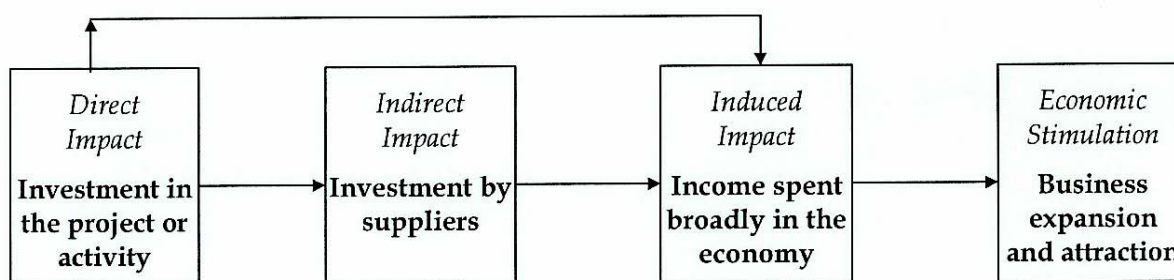 Direct
Impact
Investment in
the project or
activity
Indirect
Impact
Investment by
suppliers
Induced
Impact
Income spent
broadly in the
economy
Economic
Stimulation
Business
expansion
and attraction